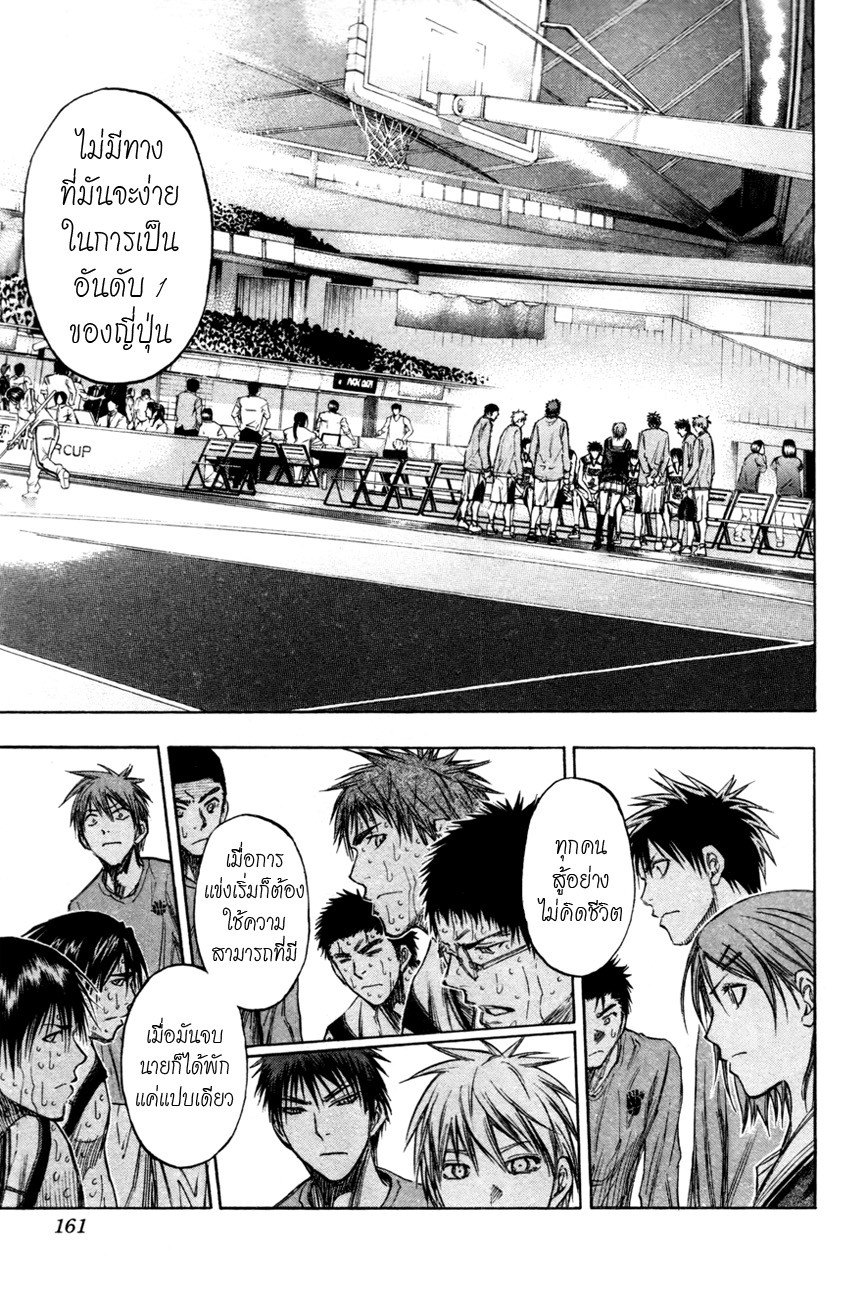 ไม่มีทาง
ที่มันจะง่าย
ในการเป็น
อันดับ 1
ของญี่ปุ่น
CUP
ทุกคน
สู้อย่าง
ไม่คิดชีวิต
เมื่อการ
แข่งเริ่มก็ต้อง
ใช้ความ
สามารถที่มี
เมื่อมันจบ
นายก็ได้พัก
แค่แปบเดียว
161